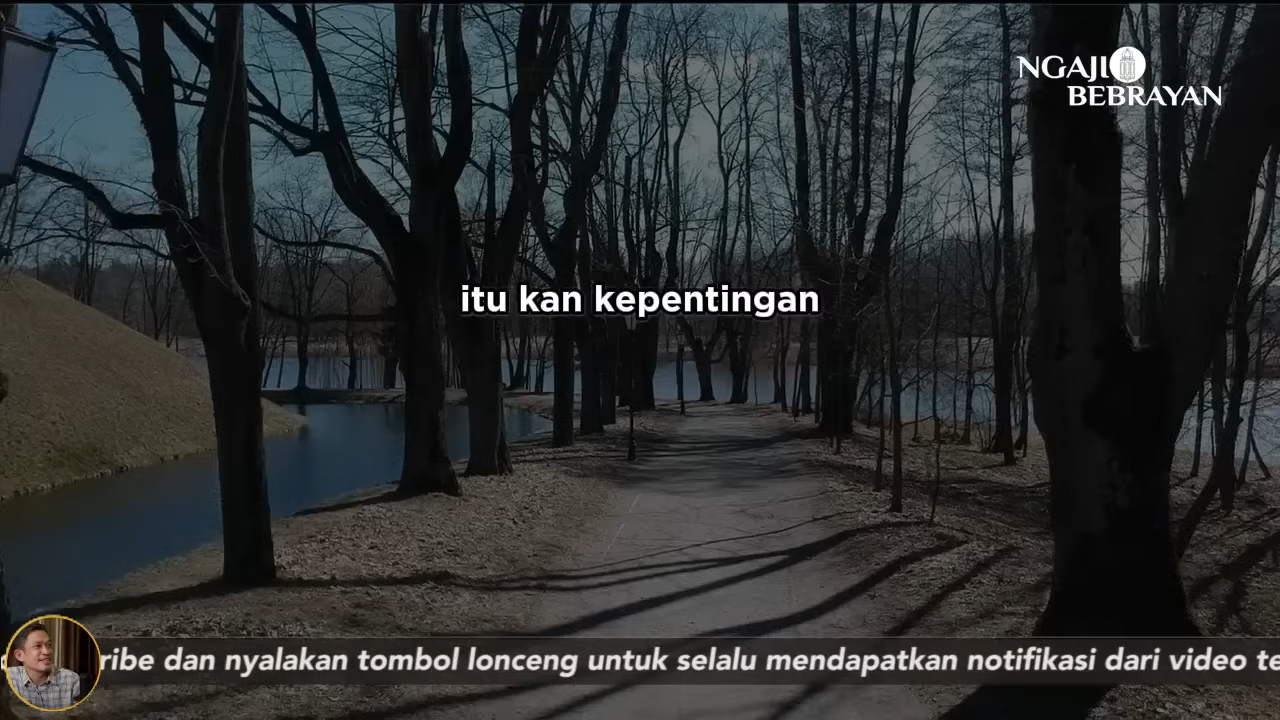 NGAJI
BEBRAYAN
itu kan kepentingan
ribe dan nyalakan tombol lonceng untuk selalu mendapatkan notifikasi dari video te